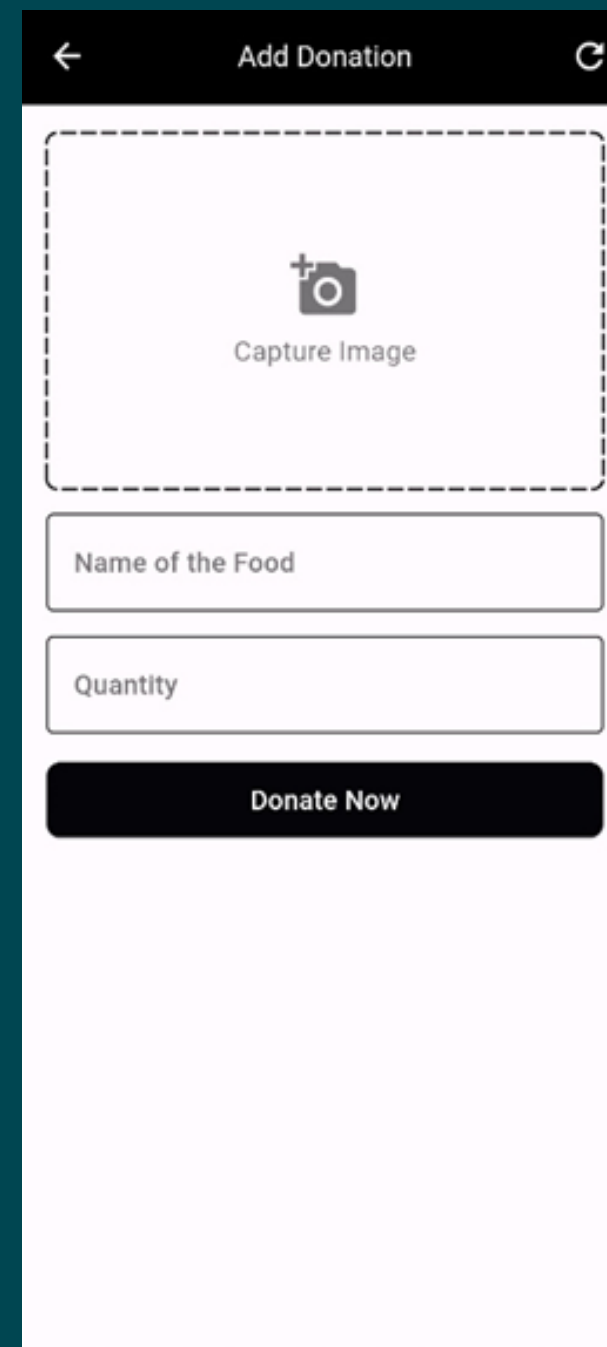 Add Donation
Capture Image
Name of the Food
Quantity
Donate Now